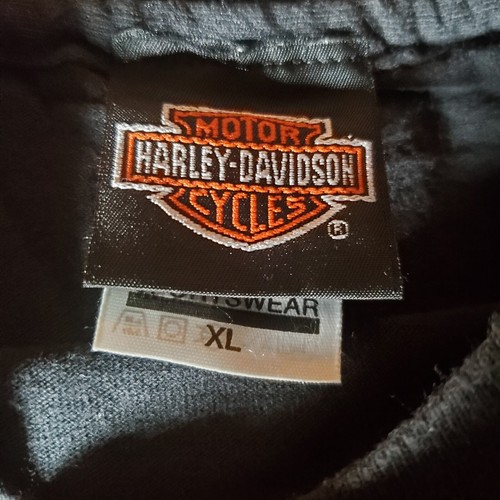 MOTOR
HARLEY-DAVIDSON
CYCLES
®
XL